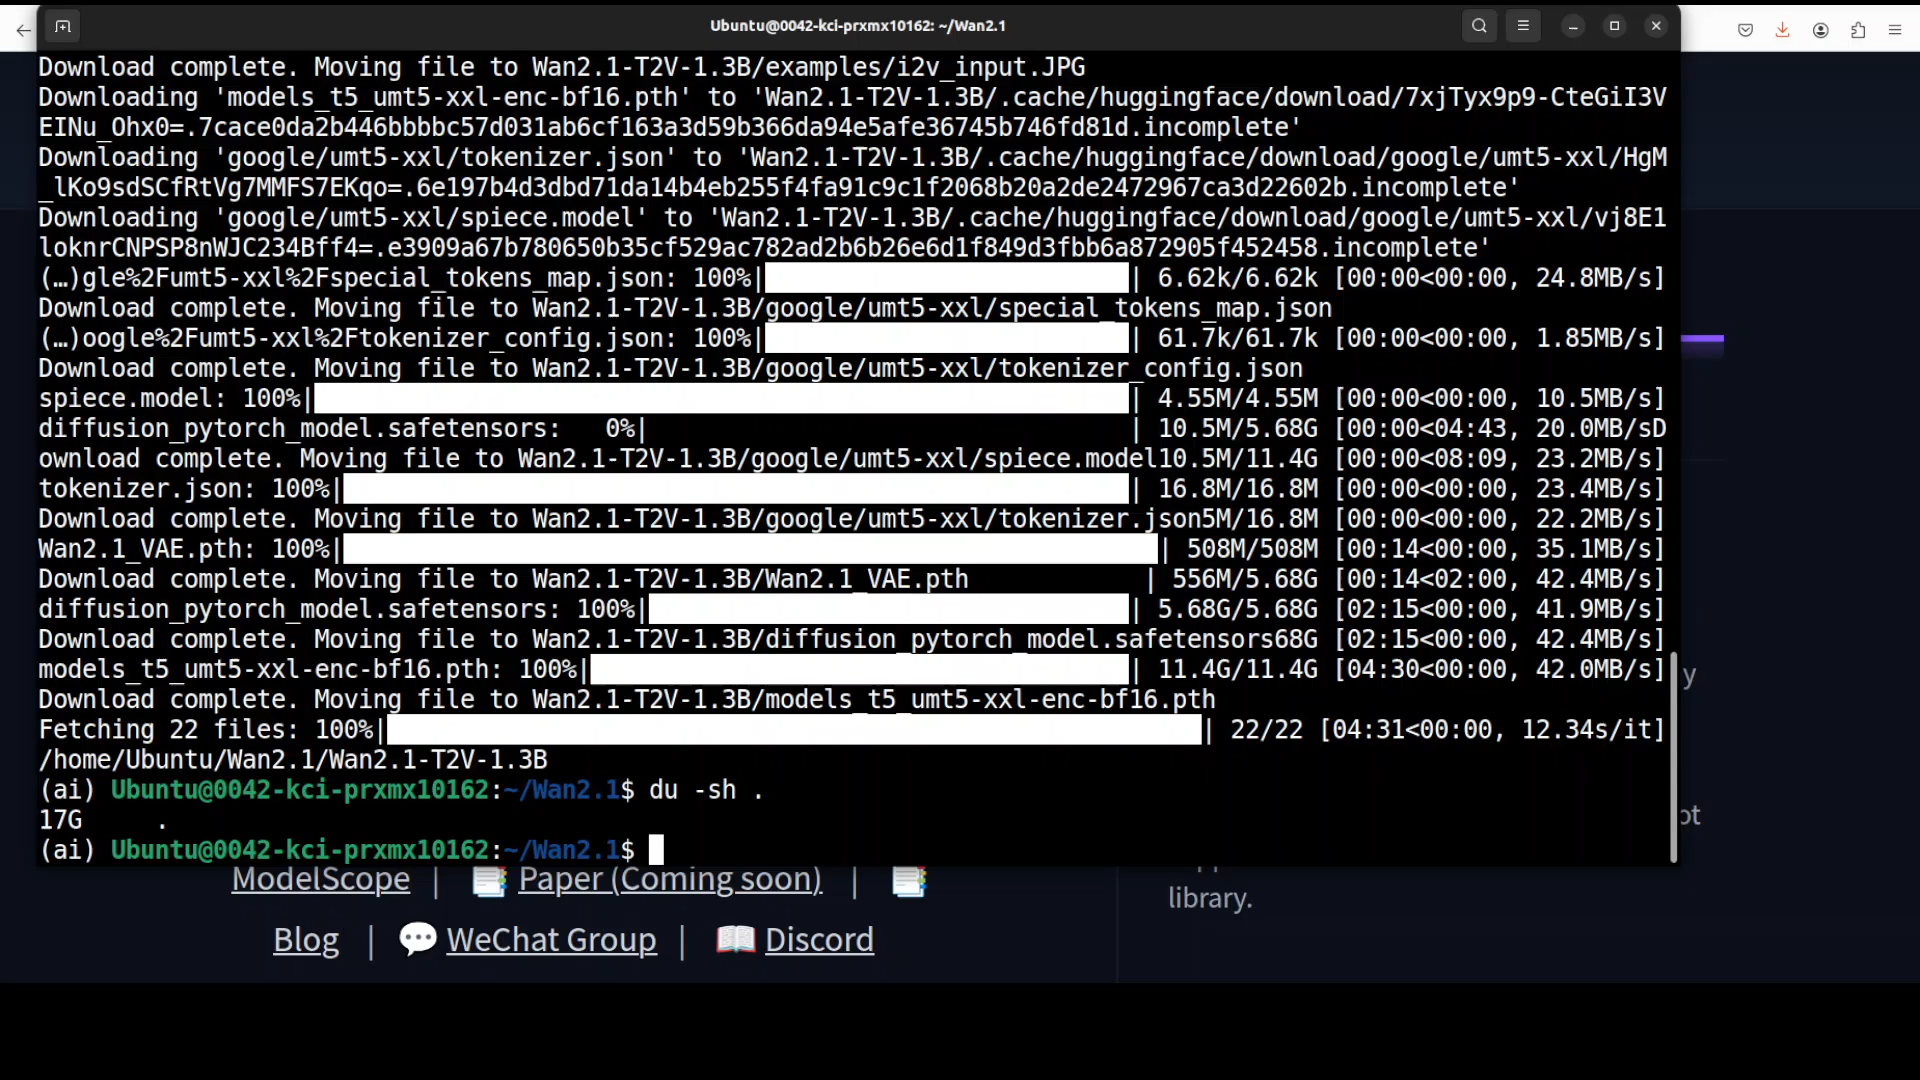 Ubuntu@0042-kci-prxmx10162: ~/Wan2.1
Download complete. Moving file to Wan2.1-T2V-1.3B/examples/i2v_input.JPG
Downloading 'models_t5_umt5-xxl-enc-bf16.pth' to 'Wan2.1-T2V-1.3B/.cache/huggingface/download/7xjTyx9p9-CteGiI3V
EINu_Ohx0=.7cace0da2b446bbbbc57d031ab6cf163a3d59b366da94e5afe36745b746fd81d.incomplete'
Downloading 'google/umt5-xxl/tokenizer.json' to 'Wan2.1-T2V-1.3B/.cache/huggingface/download/google/umt5-xxl/HgM
_lKo9sdSCfRtVg7MMFS7EKqo=.6e197b4d3dbd71da14b4eb255f4fa91c9c1f2068b20a2de2472967ca3d22602b.incomplete'
Downloading 'google/umt5-xxl/spiece.model' to 'Wan2.1-T2V-1.3B/.cache/huggingface/download/google/umt5-xxl/vj8E1
loknrCNPSP8nWJC234Bff4=.e3909a67b780650b35cf529ac782ad2b6b26e6d1f849d3fbb6a872905f452458.incomplete'
(…)gle%2Fumt5-xxl%2Fspecial_tokens_map.json: 100%| | 6.62k/6.62k [00:00<00:00, 24.8MB/s]
Download complete. Moving file to Wan2.1-T2V-1.3B/google/umt5-xxl/special_tokens_map.json
(…)oogle%2Fumt5-xxl%2Ftokenizer_config.json: 100%| | 61.7k/61.7k [00:00<00:00, 1.85MB/s]
Download complete. Moving file to Wan2.1-T2V-1.3B/google/umt5-xxl/tokenizer_config.json
spiece.model: 100%| | 4.55M/4.55M [00:00<00:00, 10.5MB/s]
diffusion_pytorch_model.safetensors: 0%| | 10.5M/5.68G [00:00<04:43, 20.0MB/sD
ownload complete. Moving file to Wan2.1-T2V-1.3B/google/umt5-xxl/spiece.model10.5M/11.4G [00:00<08:09, 23.2MB/s]
tokenizer.json: 100%| | 16.8M/16.8M [00:00<00:00, 23.4MB/s]
Download complete. Moving file to Wan2.1-T2V-1.3B/google/umt5-xxl/tokenizer.json5M/16.8M [00:00<00:00, 22.2MB/s]
Wan2.1_VAE.pth: 100%| | 508M/508M [00:14<00:00, 35.1MB/s]
Download complete. Moving file to Wan2.1-T2V-1.3B/Wan2.1_VAE.pth | 556M/5.68G [00:14<02:00, 42.4MB/s]
diffusion_pytorch_model.safetensors: 100%| | 5.68G/5.68G [02:15<00:00, 41.9MB/s]
Download complete. Moving file to Wan2.1-T2V-1.3B/diffusion_pytorch_model.safetensors68G [02:15<00:00, 42.4MB/s]
models_t5_umt5-xxl-enc-bf16.pth: 100%| | 11.4G/11.4G [04:30<00:00, 42.0MB/s]
Download complete. Moving file to Wan2.1-T2V-1.3B/models_t5_umt5-xxl-enc-bf16.pth
Fetching 22 files: 100%| | 22/22 [04:31<00:00, 12.34s/it]
/home/Ubuntu/Wan2.1/Wan2.1-T2V-1.3B
(ai) Ubuntu@0042-kci-prxmx10162:~/Wan2.1$ du -sh .
17G .
(ai) Ubuntu@0042-kci-prxmx10162:~/Wan2.1$
ModelScope | Paper (Coming soon) |
Blog | WeChat Group | Discord
library.